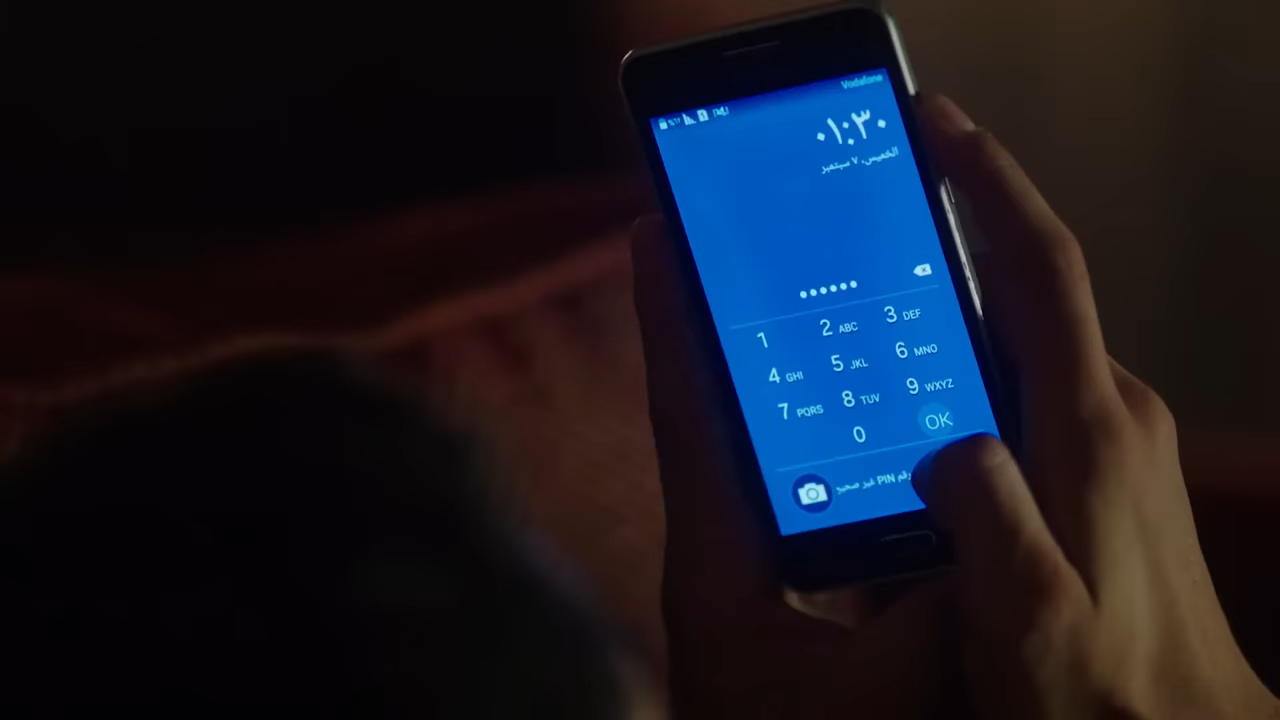 Vodafone
٠١:٣٠
الخميس، ٧ سبتمبر
1
2 ABC
3 DEF
4 GHI
5 JKL
6 MNO
7 PQRS
8 TUV
9 WXYZ
0
OK
رقم PIN غير صحيح